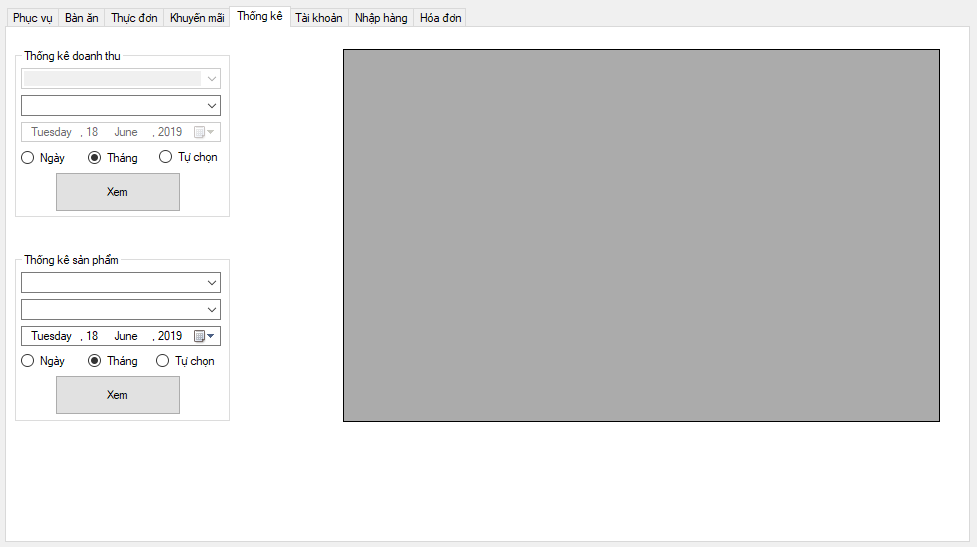 Phục vụ Bàn ăn Thực đơn Khuyến mãi Thống kê Tài khoản Nhập hàng Hóa đơn
Thống kê doanh thu
Tuesday , 18 June , 2019
Ngày Tháng Tự chọn
Xem
Thống kê sản phẩm
Tuesday , 18 June , 2019
Ngày Tháng Tự chọn
Xem